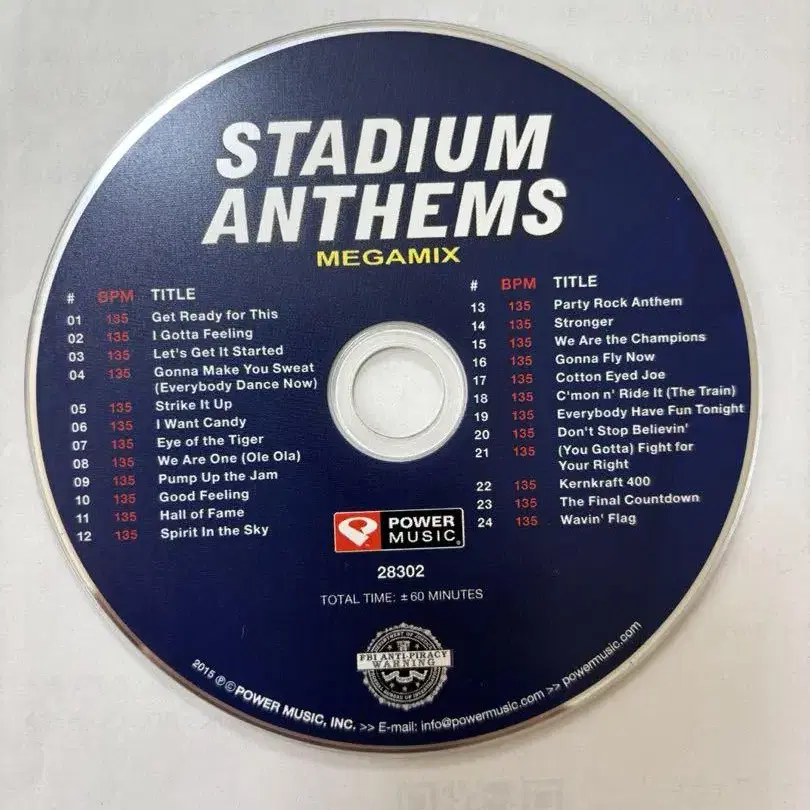 STADIUM
ANTHEMS
MEGAMIX
# BPM TITLE
01 135 Get Ready for This
02 135 I Gotta Feeling
03 135 Let's Get It Started
04 135 Gonna Make You Sweat
(Everybody Dance Now)
05 135 Strike It Up
06 135 I Want Candy
07 135 Eye of the Tiger
08 135 We Are One (Ole Ola)
09 135 Pump Up the Jam
10 135 Good Feeling
11 135 Hall of Fame
12 135 Spirit In the Sky
# BPM TITLE
13 135 Party Rock Anthem
14 135 Stronger
15 135 We Are the Champions
16 135 Gonna Fly Now
17 135 Cotton Eyed Joe
18 135 C'mon n' Ride It (The Train)
19 135 Everybody Have Fun Tonight
20 135 Don't Stop Believin'
21 135 (You Gotta) Fight for
Your Right
22 135 Kernkraft 400
23 135 The Final Countdown
24 135 Wavin' Flag
POWER
MUSIC®
28302
TOTAL TIME: ± 60 MINUTES
FBI ANTI-PIRACY
WARNING
2015 ℗ © POWER MUSIC, INC. >> E-mail: info@powermusic.com >> powermusic.com